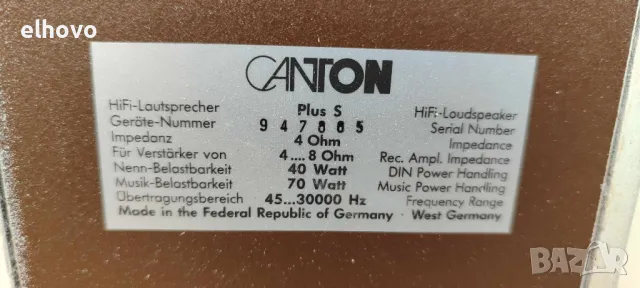 elhovo
CANTON
HiFi-Lautsprecher Plus S HiFi-Loudspeaker
Geräte-Nummer Serial Number
Impedanz 4 Ohm Impedance
Für Verstärker von 4....8 Ohm Rec. Ampl. Impedance
Nenn-Belastbarkeit 40 Watt DIN Power Handling
Musik-Belastbarkeit 70 Watt Music Power Handling
Übertragungsbereich 45...30000 Hz Frequency Range
Made in the Federal Republic of Germany · West Germany
BAZAR
bg